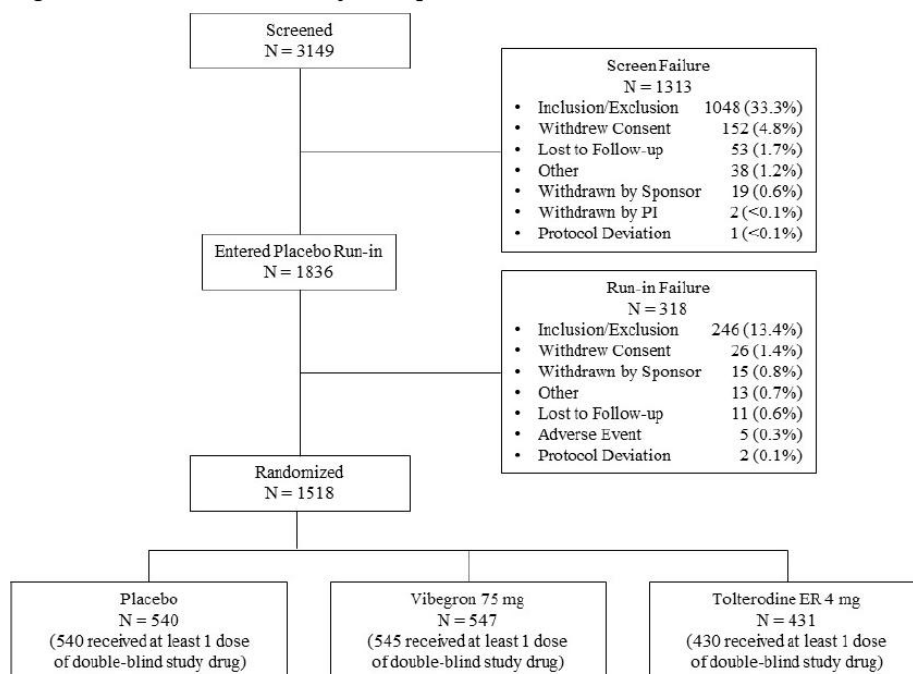 Screened
N = 3149
Screen Failure
N = 1313
• Inclusion/Exclusion 1048 (33.3%)
• Withdrew Consent 152 (4.8%)
• Lost to Follow-up 53 (1.7%)
• Other 38 (1.2%)
• Withdrawn by Sponsor 19 (0.6%)
• Withdrawn by PI 2 (<0.1%)
• Protocol Deviation 1 (<0.1%)
Entered Placebo Run-in
N = 1836
Run-in Failure
N = 318
• Inclusion/Exclusion 246 (13.4%)
• Withdrew Consent 26 (1.4%)
• Withdrawn by Sponsor 15 (0.8%)
• Other 13 (0.7%)
• Lost to Follow-up 11 (0.6%)
• Adverse Event 5 (0.3%)
• Protocol Deviation 2 (0.1%)
Randomized
N = 1518
Placebo
N = 540
(540 received at least 1 dose
of double-blind study drug)
Vibegron 75 mg
N = 547
(545 received at least 1 dose
of double-blind study drug)
Tolterodine ER 4 mg
N = 431
(430 received at least 1 dose
of double-blind study drug)